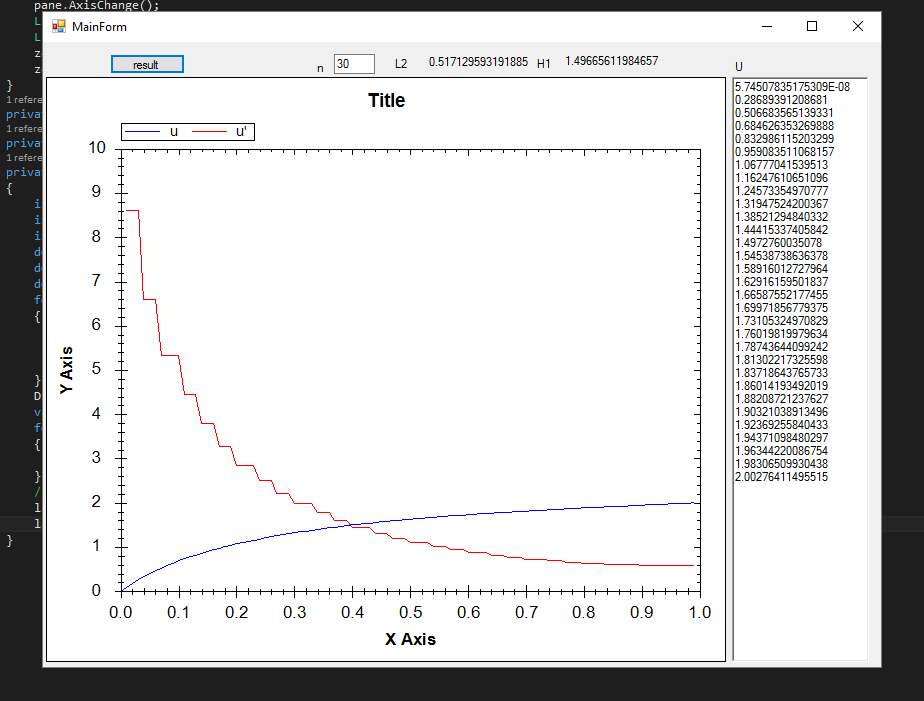 pane.AxisChange();
MainForm
result
n
30
L2
0.517129593191885
H1
1.49665611984657
U
L
L
z
z
}
1 refere
priva
1 refere
priva
1 refere
priva
{
i
i
i
d
d
d
f
{
}
D
v
f
{
}
/
l
l
}
Title
u
u'
Y Axis
10
9
8
7
6
5
4
3
2
1
0
0.0 0.1 0.2 0.3 0.4 0.5 0.6 0.7 0.8 0.9 1.0
X Axis
5.74507835175309E-08
0.28689391208681
0.506683565139331
0.684626353269888
0.832986115203299
0.959083511068157
1.06777041539513
1.16247610651096
1.24573354970777
1.31947524200367
1.38521294840332
1.44415337405842
1.4972760035078
1.54538738636378
1.58916012727964
1.62916159501837
1.66587552177455
1.69971856779375
1.73105324970829
1.76019819979634
1.78743644099242
1.81302217325598
1.83718643765733
1.86014193492019
1.88208721237627
1.90321038913496
1.92369255840433
1.94371098480297
1.96344220086754
1.98306509930438
2.00276411495515